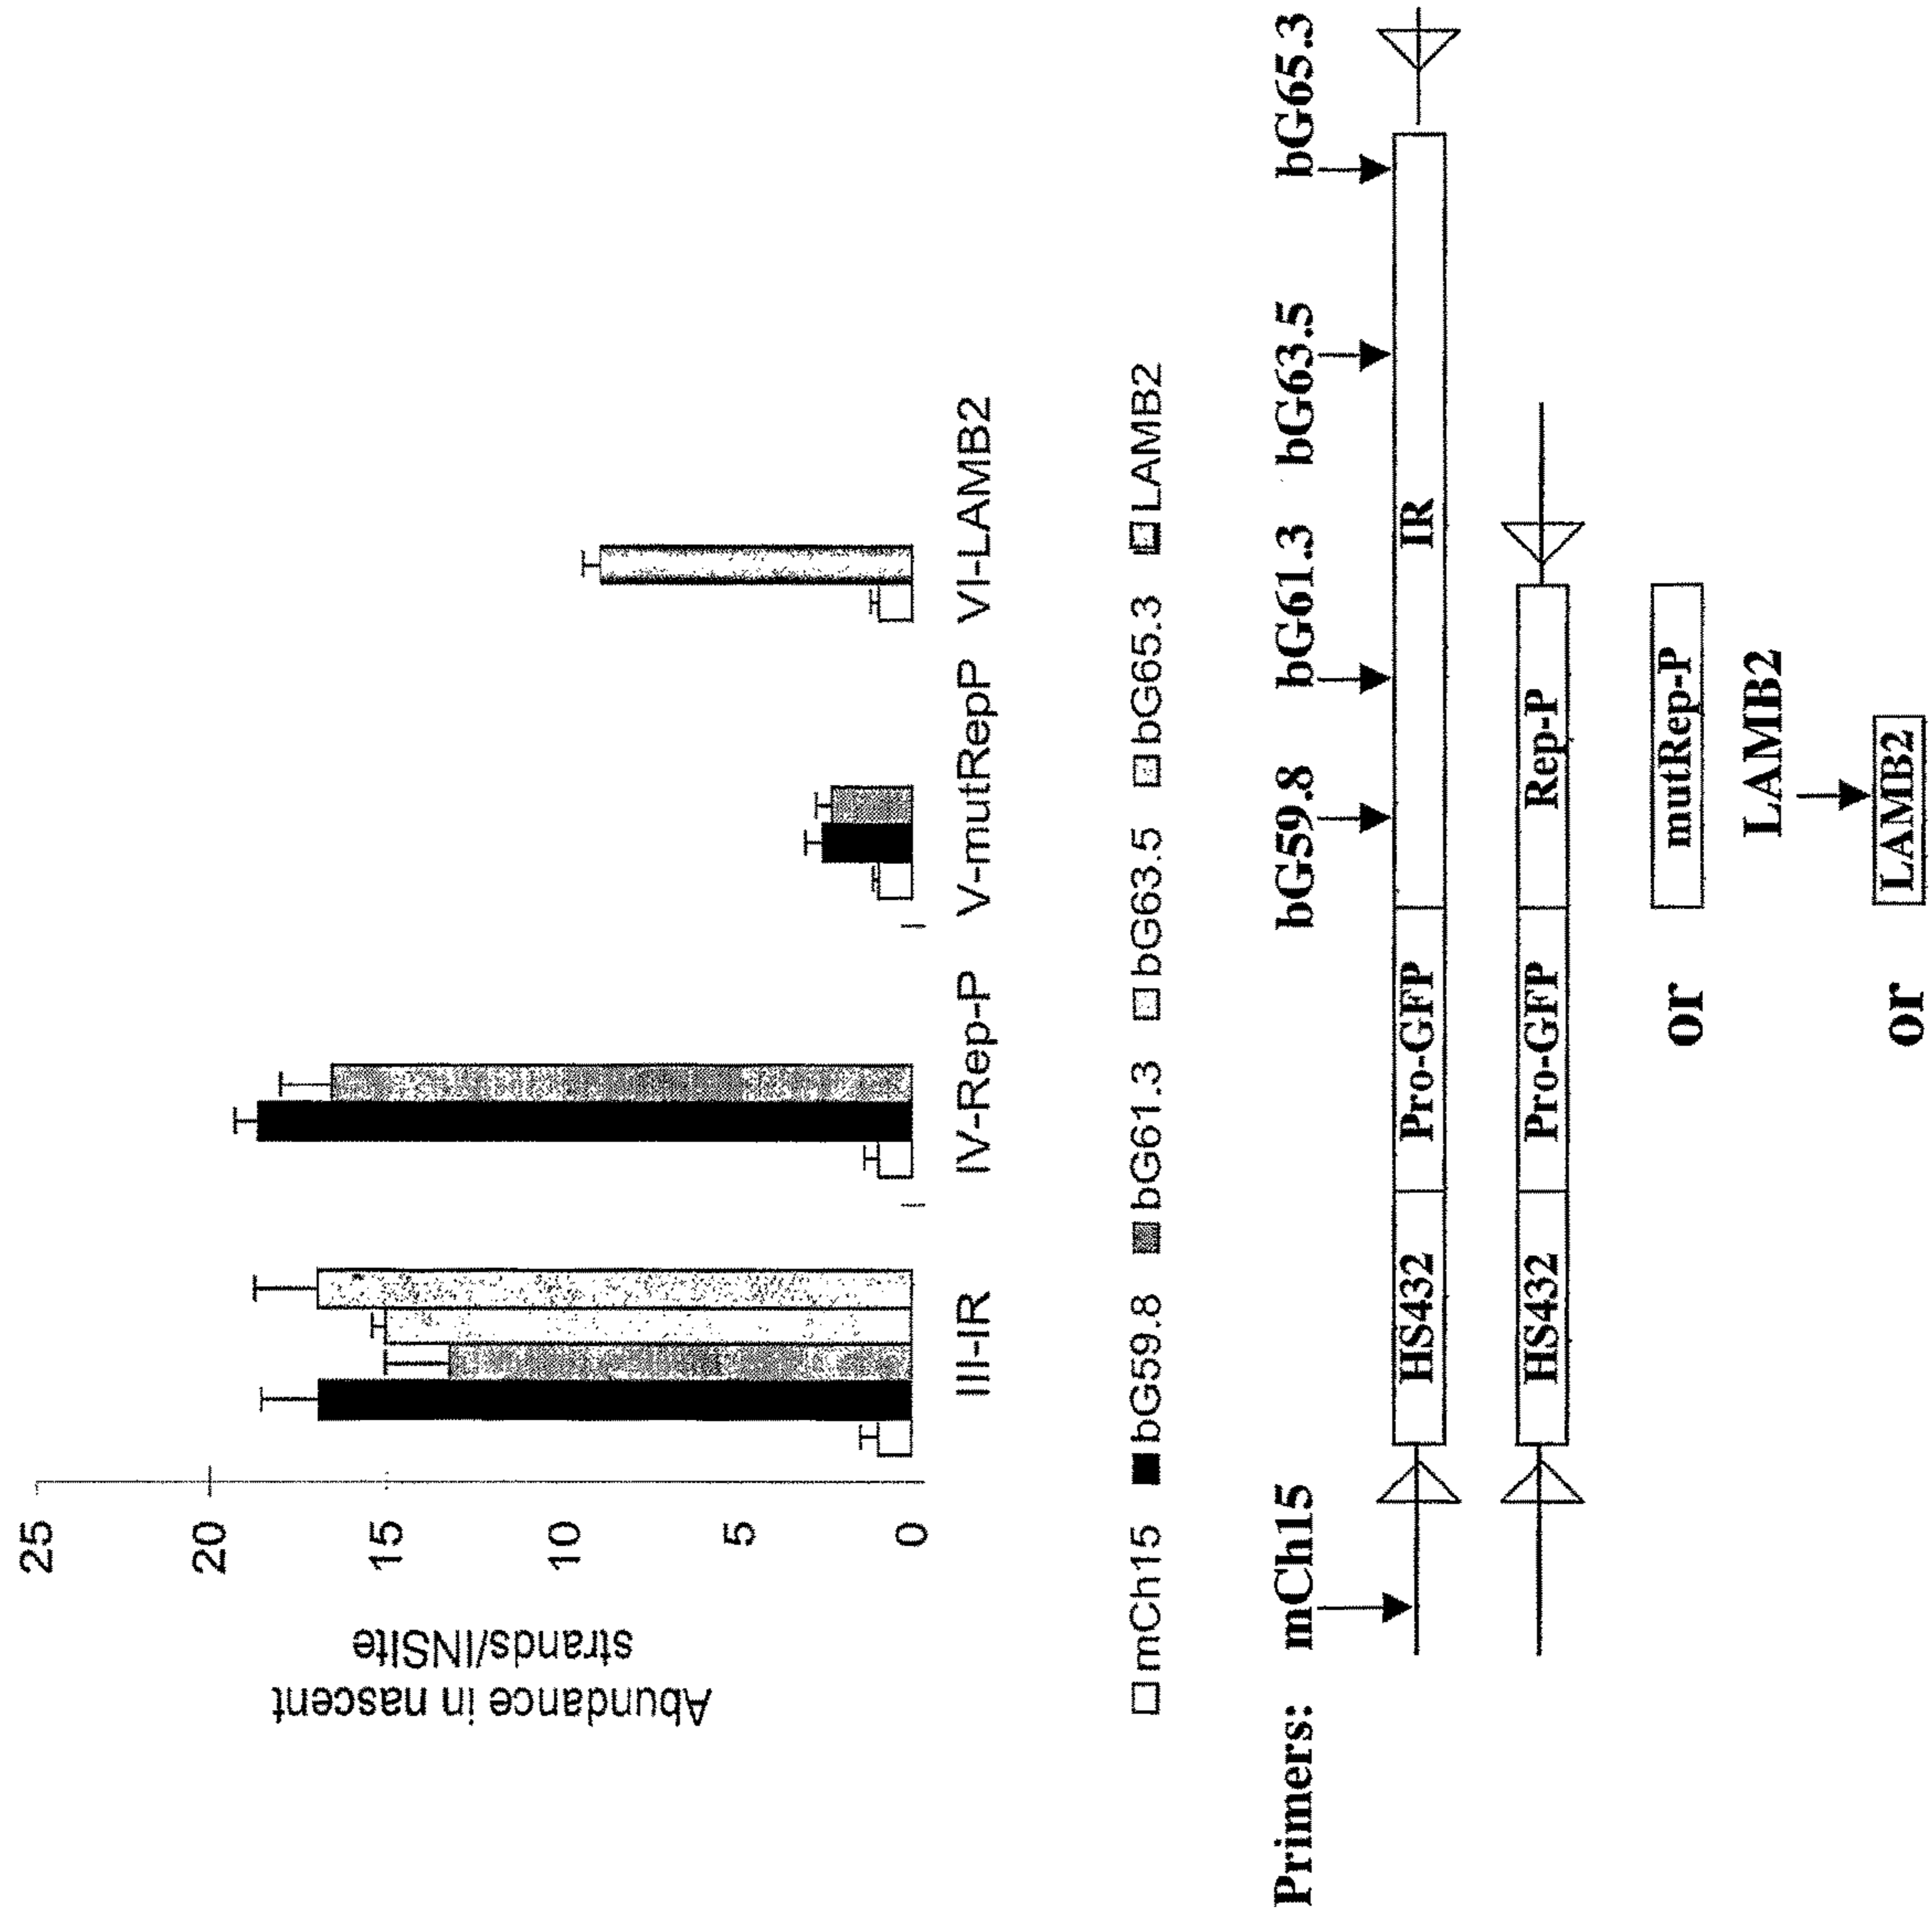 Abundance in nascent
strands/INSite
25
20
15
10
5
0
III-IR IV-Rep-P V-mutRepP VI-LAMB2
mCh15 bG59.8 bG61.3 bG63.5 bG65.3 LAMB2
Primers: mCh15 bG59.8 bG61.3 bG63.5 bG65.3
HS432 Pro-GFP IR
HS432 Pro-GFP Rep-P
or mutRep-P
LAMB2
or LAMB2